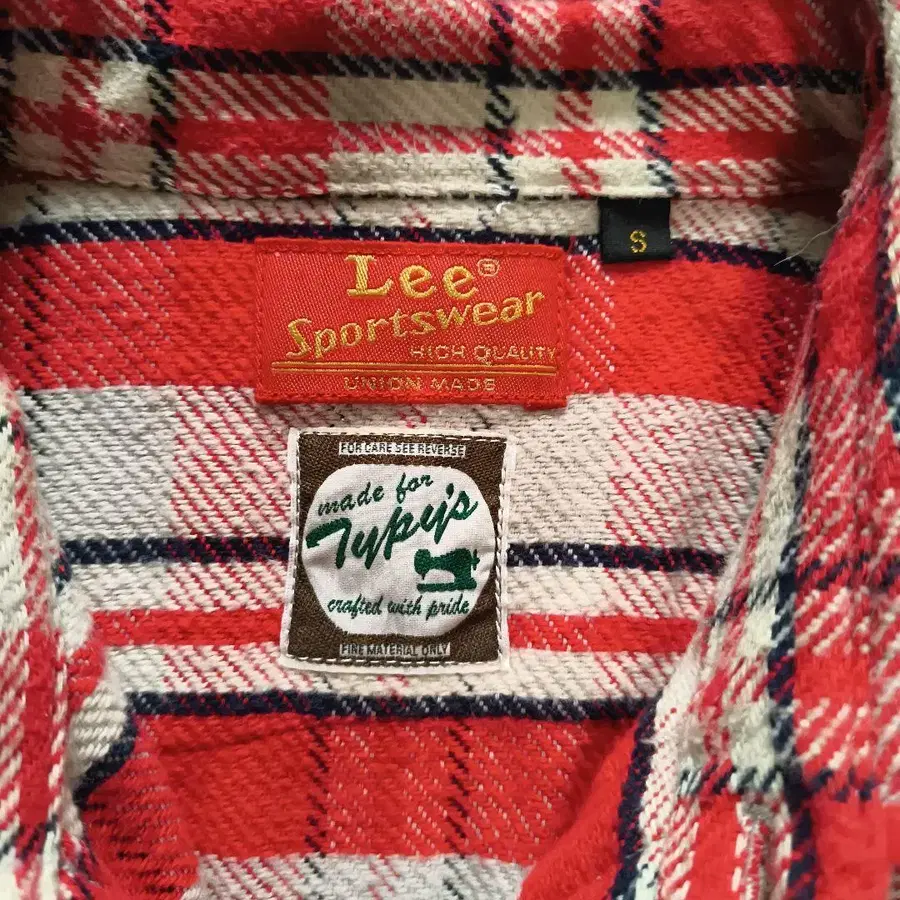 Lee®
Sportswear
HIGH QUALITY
UNION MADE
S
FOR CARE SEE REVERSE
made for
Typy's
crafted with pride
FINE MATERIAL ONLY